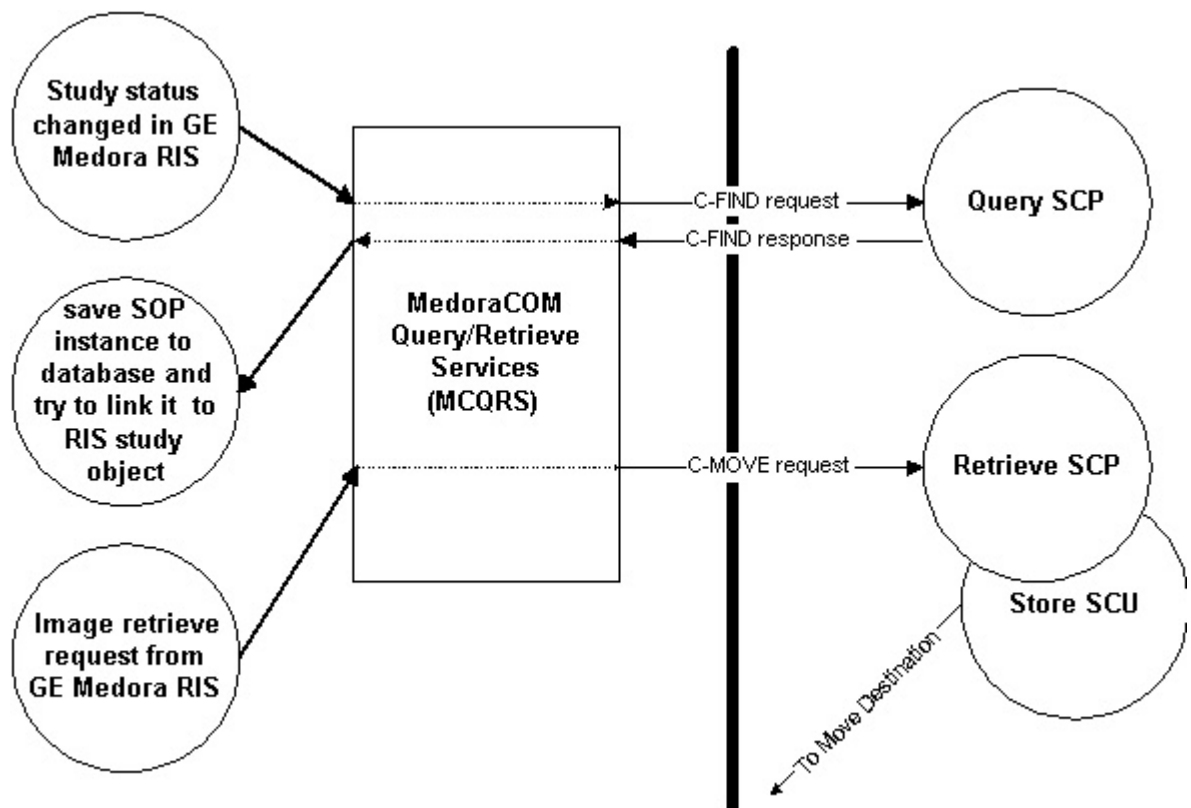 Study status
changed in GE
Medora RIS
C-FIND request
Query SCP
C-FIND response
save SOP
instance to
database and
try to link it to
RIS study
object
MedoraCOM
Query/Retrieve
Services
(MCQRS)
C-MOVE request
Retrieve SCP
Store SCU
Image retrieve
request from
GE Medora RIS
To Move Destination